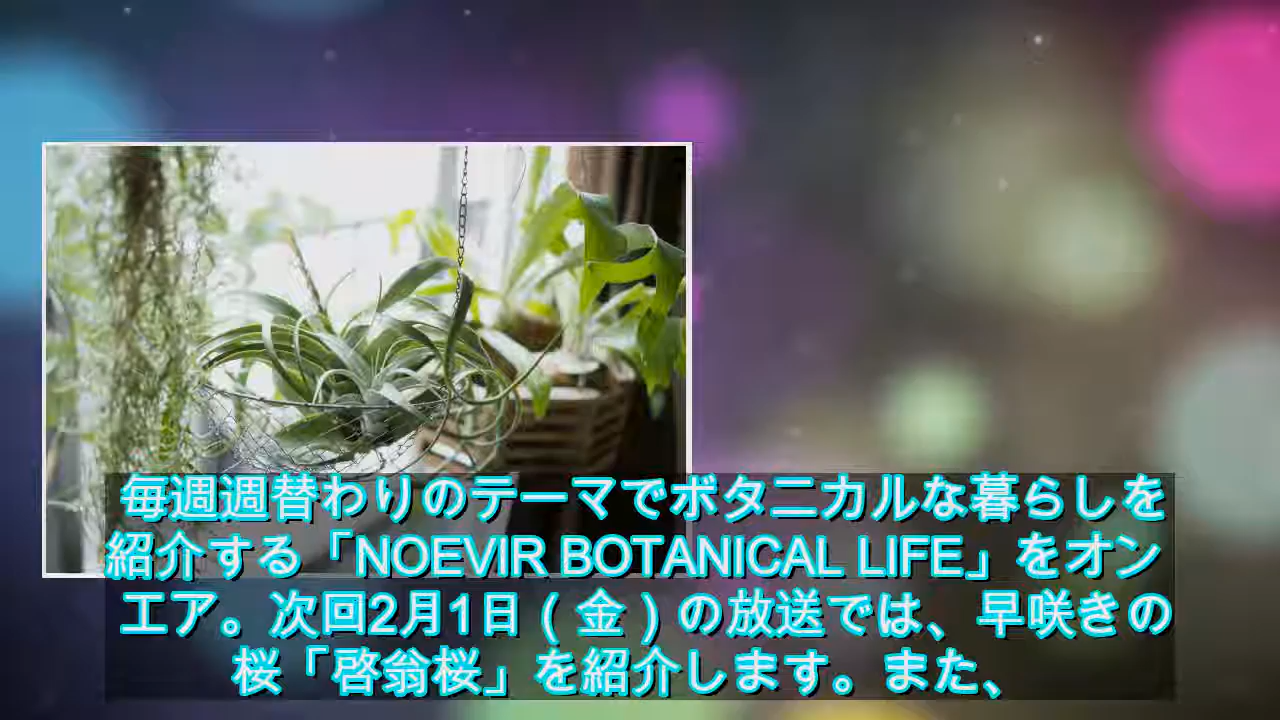 毎週週替わりのテーマでボタニカルな暮らしを
紹介する「NOEVIR BOTANICAL LIFE」をオン
エア。次回2月1日（金）の放送では、早咲きの
桜「啓翁桜」を紹介します。また、